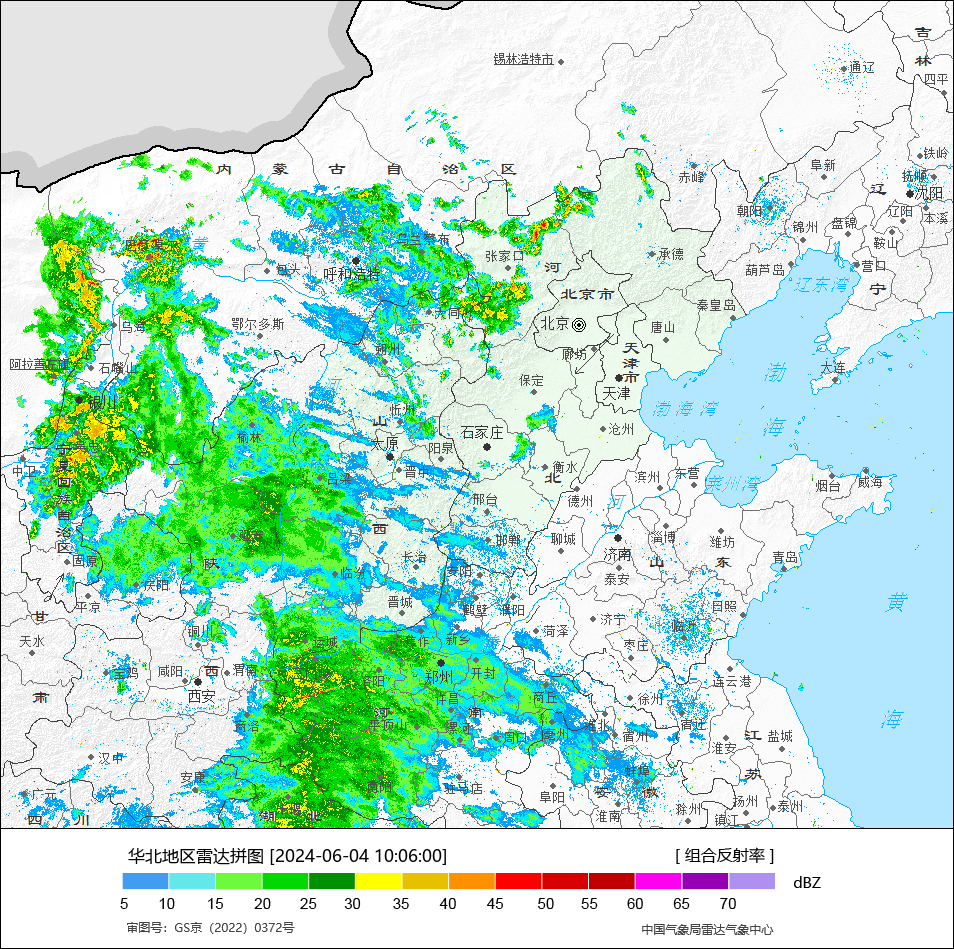 吉
锡林浩特市
林
通辽
四平
铁岭
内 蒙 古 自 治 区
阜新
抚顺
赤峰
辽
沈阳
朝阳
辽阳
本溪
锦州
盘锦
鞍山
黄
乌兰察布
张家口
承德
包头
呼和浩特
河
葫芦岛
营口
辽东湾
宁
北京市
秦皇岛
大同
乌海
鄂尔多斯
北京
唐山
朔州
天津市
廊坊
渤
大连
阿拉善左旗
石嘴山
保定
天津
银川
忻州
渤海湾
山
沧州
海
榆林
太原
石家庄
阳泉
中卫
晋中
衡水
滨州
东营
吕梁
北
莱州湾
烟台
威海
宁夏回族自治区
邢台
德州
河
西
淄博
潍坊
邯郸
聊城
济南
固原
陕
长治
山
东
青岛
临汾
安阳
泰安
庆阳
黄
甘
平凉
晋城
鹤壁
濮阳
日照
济宁
铜川
菏泽
临沂
天水
运城
焦作
新乡
枣庄
宝鸡
咸阳
西
渭南
郑州
开封
连云港
肃
西安
洛阳
许昌
商丘
徐州
海
河
南
商洛
平顶山
漯河
淮北
宿迁
周口
亳州
宿州
江
盐城
淮安
汉中
安康
南阳
驻马店
蚌埠
苏
广元
阜阳
安
徽
扬州
泰州
四
川
湖
北
淮南
滁州
镇江
华北地区雷达拼图 [2024-06-04 10:06:00]
[ 组合反射率 ]
5 10 15 20 25 30 35 40 45 50 55 60 65 70
dBZ
审图号：GS京（2022）0372号
中国气象局雷达气象中心